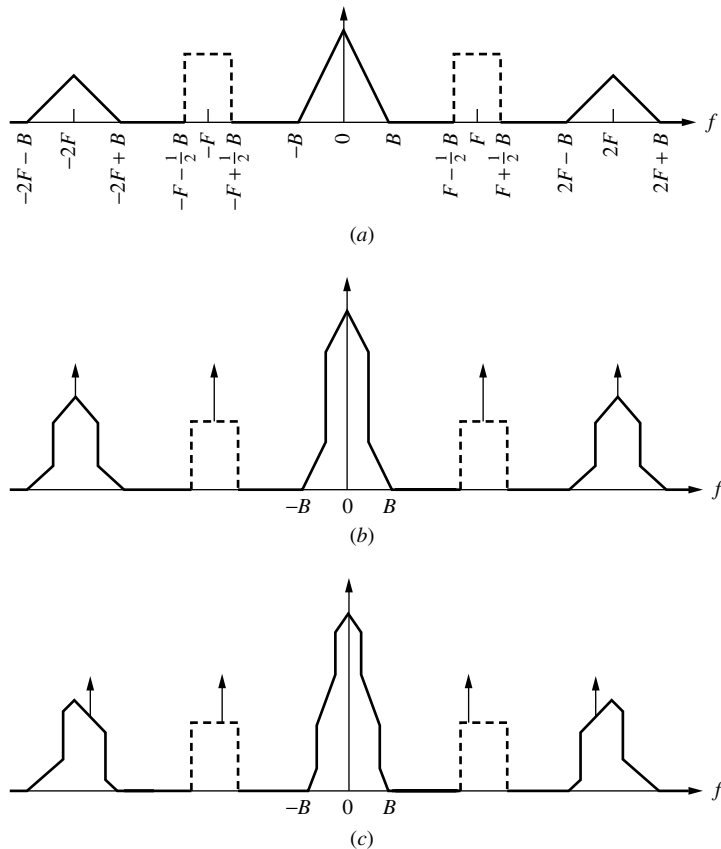 f
−2F − B
−2F
−2F + B
−F − 1/2 B
−F
−F + 1/2 B
−B
0
B
F − 1/2 B
F
F + 1/2 B
2F − B
2F
2F + B
(a)
f
−B
0
B
(b)
f
−B
0
B
(c)